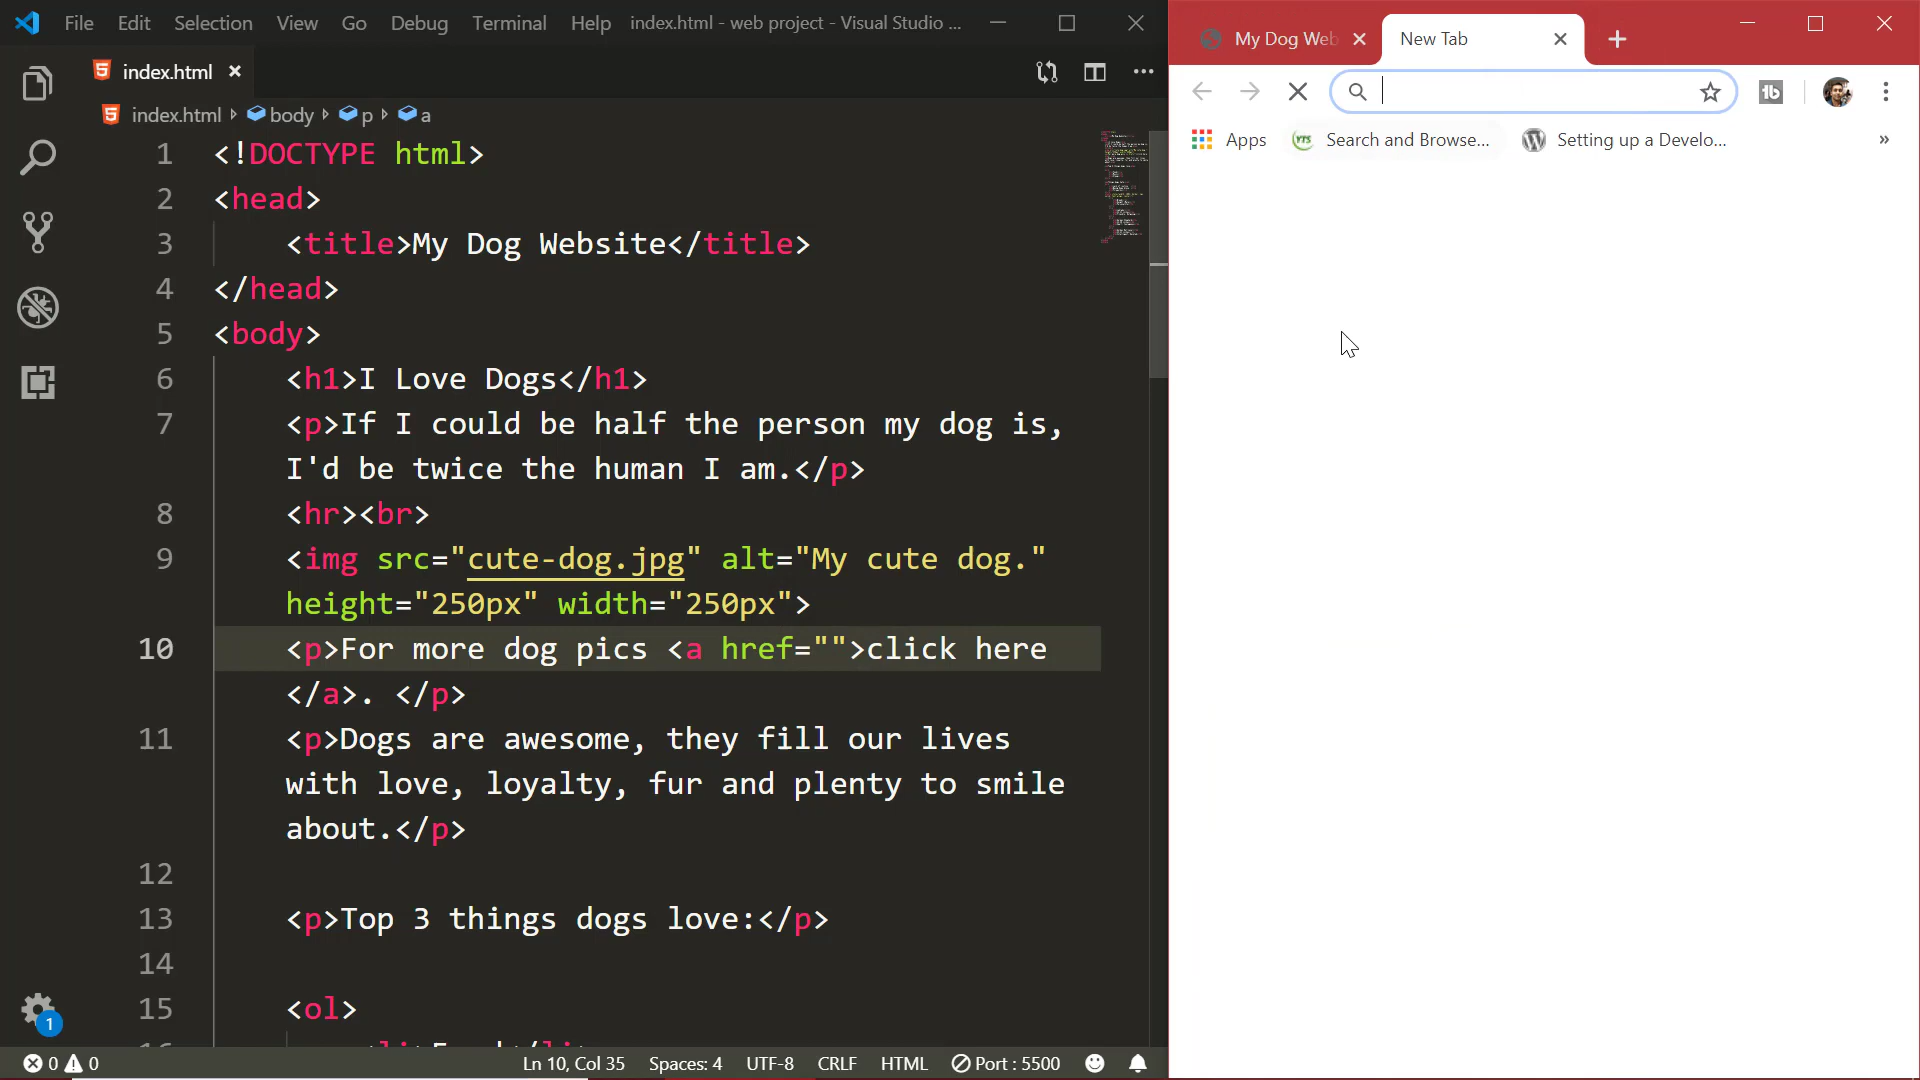 File Edit Selection View Go Debug Terminal Help index.html - web project - Visual Studio ...
index.html
index.html body p a
1 <!DOCTYPE html>
2 <head>
3 <title>My Dog Website</title>
4 </head>
5 <body>
6 <h1>I Love Dogs</h1>
7 <p>If I could be half the person my dog is,
I'd be twice the human I am.</p>
8 <hr><br>
9 <img src="cute-dog.jpg" alt="My cute dog."
height="250px" width="250px">
10 <p>For more dog pics <a href="">click here
</a>. </p>
11 <p>Dogs are awesome, they fill our lives
with love, loyalty, fur and plenty to smile
about.</p>
12
13 <p>Top 3 things dogs love:</p>
14
15 <ol>
1
0 0 Ln 10, Col 35 Spaces: 4 UTF-8 CRLF HTML Port : 5500
My Dog Web New Tab
Apps YTS Search and Browse... Setting up a Develo... »